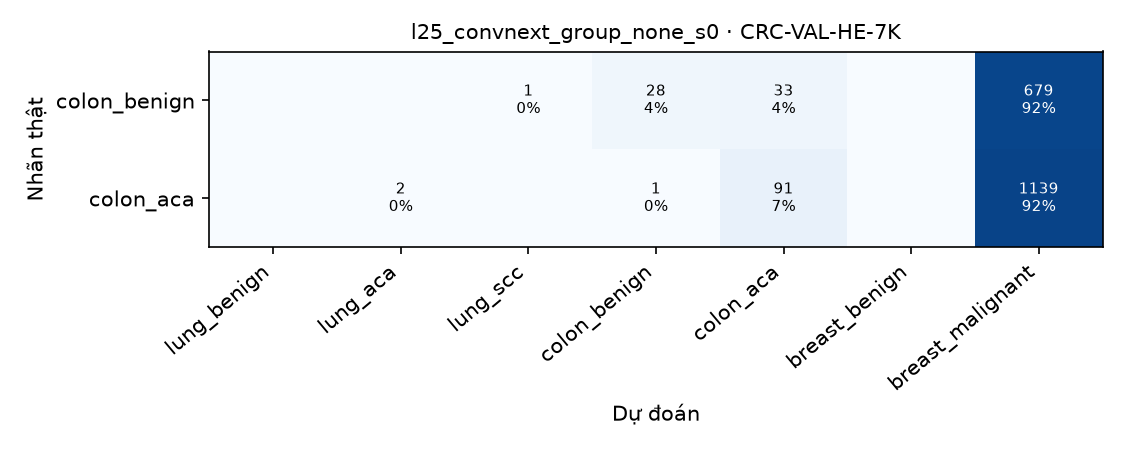 l25_convnext_group_none_s0 · CRC-VAL-HE-7K
Nhãn thật
colon_benign
1
0%
28
4%
33
4%
679
92%
colon_aca
2
0%
1
0%
91
7%
1139
92%
lung_benign
lung_aca
lung_scc
colon_benign
colon_aca
breast_benign
breast_malignant
Dự đoán